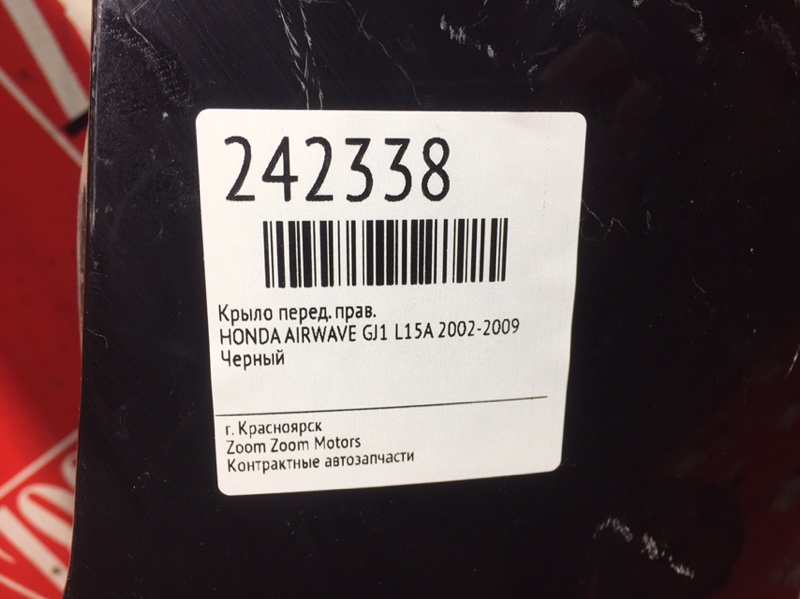 242338
Крыло перед. прав.
HONDA AIRWAVE GJ1 L15A 2002-2009
Черный
г. Красноярск
Zoom Zoom Motors
Контрактные автозапчасти